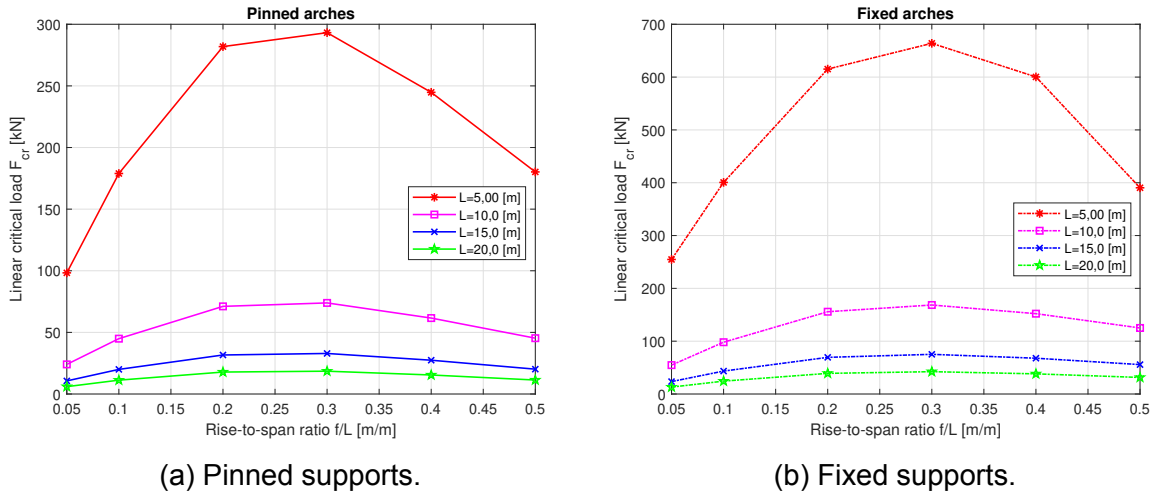 Pinned arches
300
250
200
150
100
50
0
Linear critical load F_cr [kN]
L=5,00 [m]
L=10,0 [m]
L=15,0 [m]
L=20,0 [m]
0.05 0.1 0.15 0.2 0.25 0.3 0.35 0.4 0.45 0.5
Rise-to-span ratio f/L [m/m]
(a) Pinned supports.
Fixed arches
700
600
500
400
300
200
100
0
Linear critical load F_cr [kN]
L=5,00 [m]
L=10,0 [m]
L=15,0 [m]
L=20,0 [m]
0.05 0.1 0.15 0.2 0.25 0.3 0.35 0.4 0.45 0.5
Rise-to-span ratio f/L [m/m]
(b) Fixed supports.